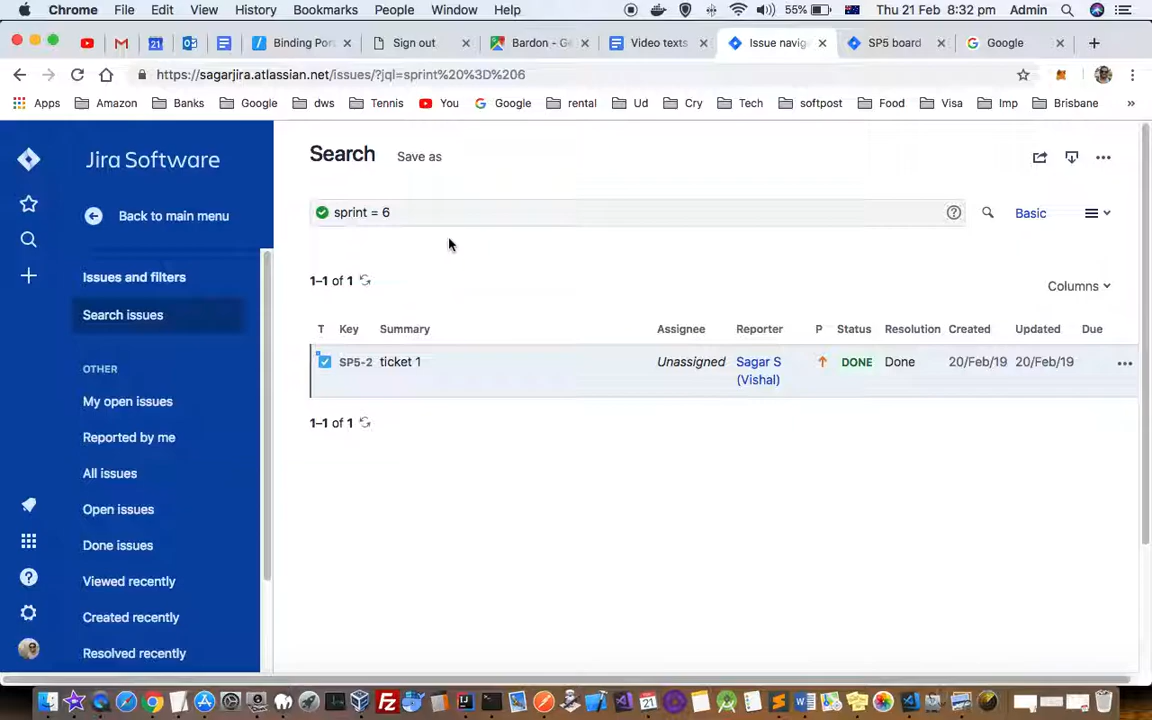 Chrome File Edit View History Bookmarks People Window Help 55% Thu 21 Feb 8:32 pm Admin
Binding Por Sign out Bardon - Ge Video texts Issue navig SP5 board Google
https://sagarjira.atlassian.net/issues/?jql=sprint%20%3D%206
Apps Amazon Banks Google dws Tennis You Google rental Ud Cry Tech softpost Food Visa Imp Brisbane »
Jira Software
Search Save as
Back to main menu
sprint = 6 Basic
Issues and filters
1–1 of 1
Columns
Search issues
T Key Summary Assignee Reporter P Status Resolution Created Updated Due
SP5-2 ticket 1 Unassigned Sagar S (Vishal) DONE Done 20/Feb/19 20/Feb/19
OTHER
My open issues
1–1 of 1
Reported by me
All issues
Open issues
Done issues
Viewed recently
Created recently
Resolved recently